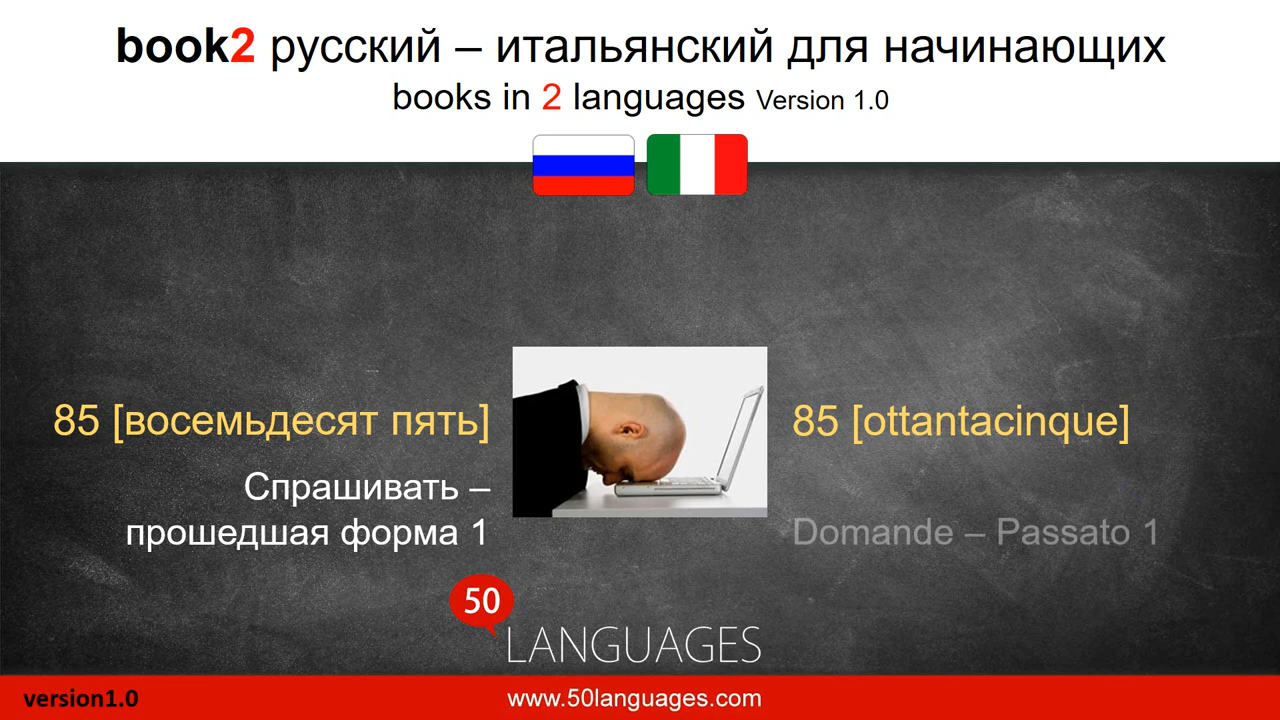 book2 русский – итальянский для начинающих
books in 2 languages Version 1.0
85 [восемьдесят пять]
Спрашивать –
прошедшая форма 1
85 [ottantacinque]
Domande – Passato 1
50
LANGUAGES
version1.0
www.50languages.com